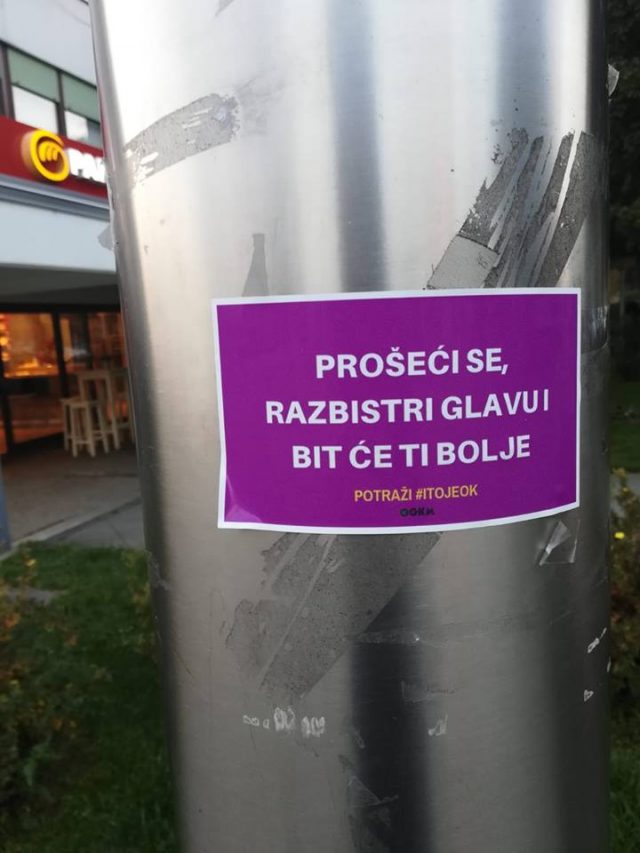 PROŠEĆI SE,
RAZBISTRI GLAVU I
BIT ĆE TI BOLJE
POTRAŽI #ITOJEOK